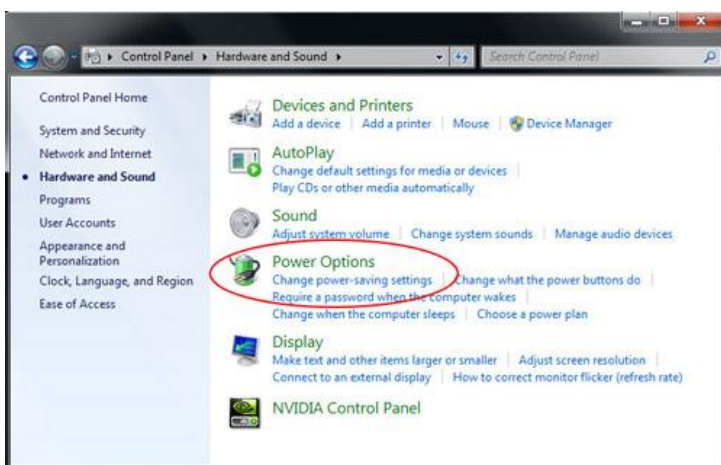 Control Panel Hardware and Sound Search Control Panel
Control Panel Home
System and Security
Network and Internet
Hardware and Sound
Programs
User Accounts
Appearance and
Personalization
Clock, Language, and Region
Ease of Access
Devices and Printers
Add a device Add a printer Mouse Device Manager
AutoPlay
Change default settings for media or devices
Play CDs or other media automatically
Sound
Adjust system volume Change system sounds Manage audio devices
Power Options
Change power-saving settings Change what the power buttons do
Require a password when the computer wakes
Change when the computer sleeps Choose a power plan
Display
Make text and other items larger or smaller Adjust screen resolution
Connect to an external display How to correct monitor flicker (refresh rate)
NVIDIA Control Panel